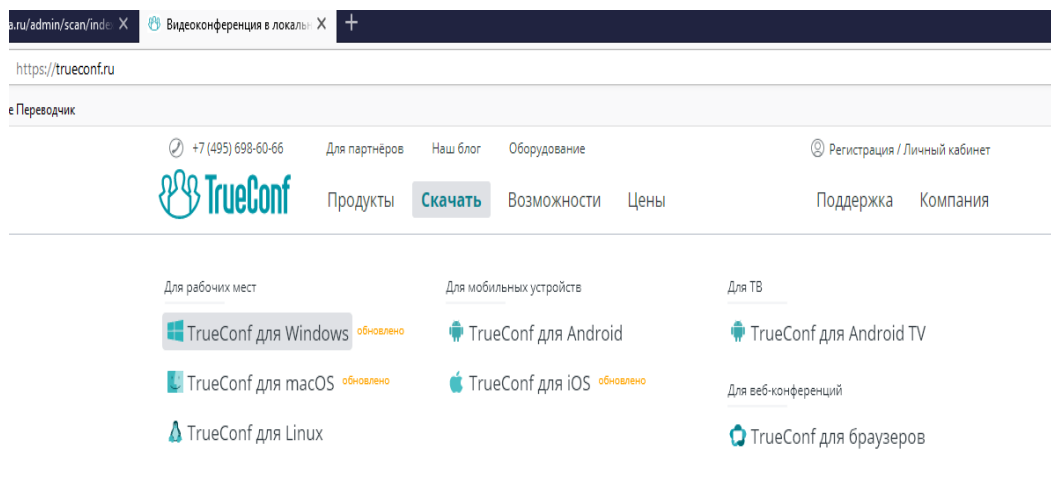 a.ru/admin/scan/inde X Видеоконференция в локальн X +
https://trueconf.ru
е Переводчик
+7 (495) 698-60-66 Для партнёров Наш блог Оборудование Регистрация / Личный кабинет
TrueConf Продукты Скачать Возможности Цены Поддержка Компания
Для рабочих мест Для мобильных устройств Для ТВ
TrueConf для Windows обновлено TrueConf для Android TrueConf для Android TV
TrueConf для macOS обновлено TrueConf для iOS обновлено Для веб-конференций
TrueConf для Linux TrueConf для браузеров